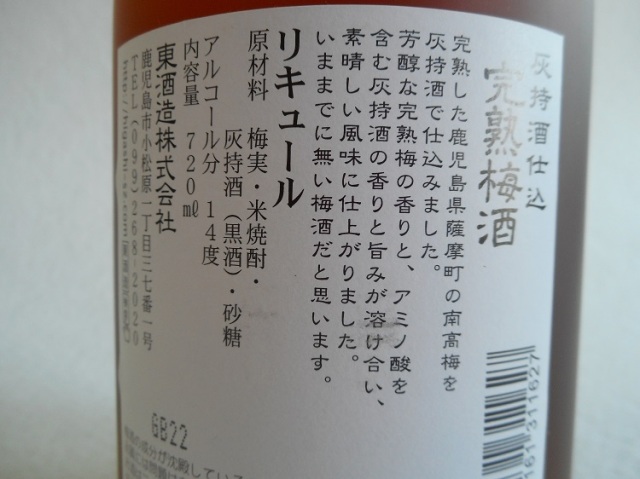 灰持酒仕込
完熟梅酒
完熟した鹿児島県薩摩町の南高梅を
灰持酒で仕込みました。
芳醇な完熟梅の香りと、アミノ酸を
含む灰持酒の香りと旨みが溶け合い、
素晴しい風味に仕上がりました。
いままでに無い梅酒だと思います。
リキュール
原材料 梅実・米焼酎・
灰持酒(黒酒)・砂糖
アルコール分 14度
内容量 720ml
東酒造株式会社
鹿児島市小松原一丁目三七番一号
TEL(099)268-2020
GB22
161 311627